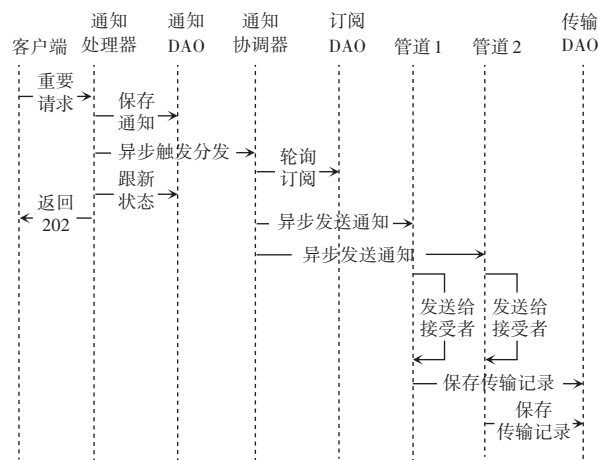 客户端
通知
处理器
通知
DAO
通知
协调器
订阅
DAO
管道1
管道2
传输
DAO
重要
请求
保存
通知
异步触发分发
轮询
订阅
跟新
状态
返回
202
异步发送通知
异步发送通知
发送给
接受者
发送给
接受者
保存传输记录
保存
传输记录